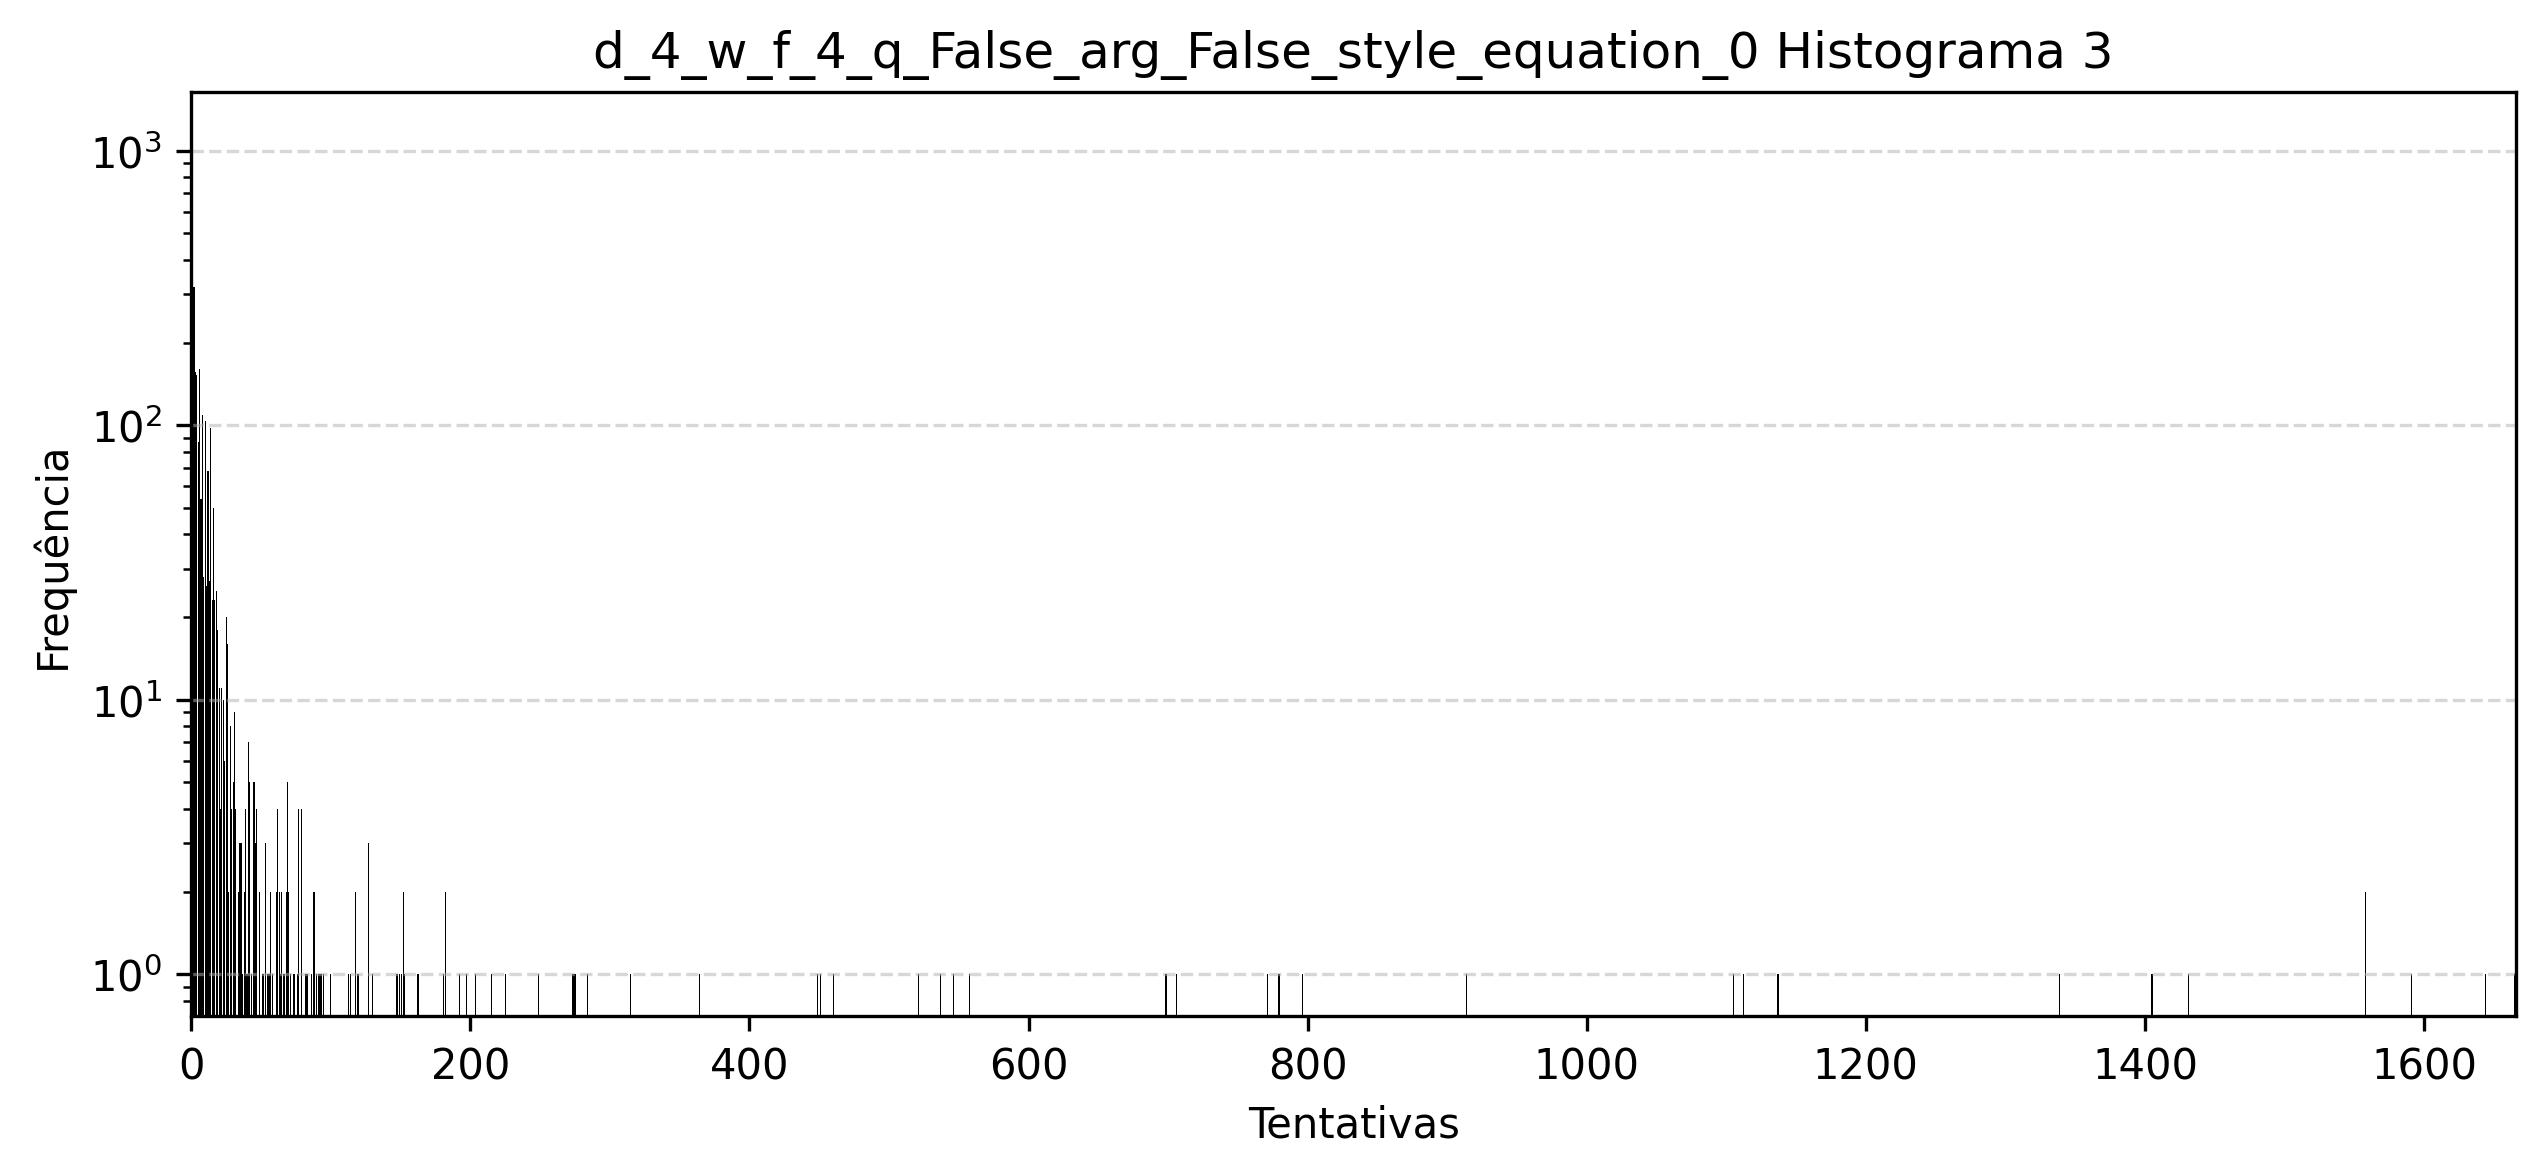 d_4_w_f_4_q_False_arg_False_style_equation_0 Histograma 3
Frequência
10³
10²
10¹
10⁰
0 200 400 600 800 1000 1200 1400 1600
Tentativas